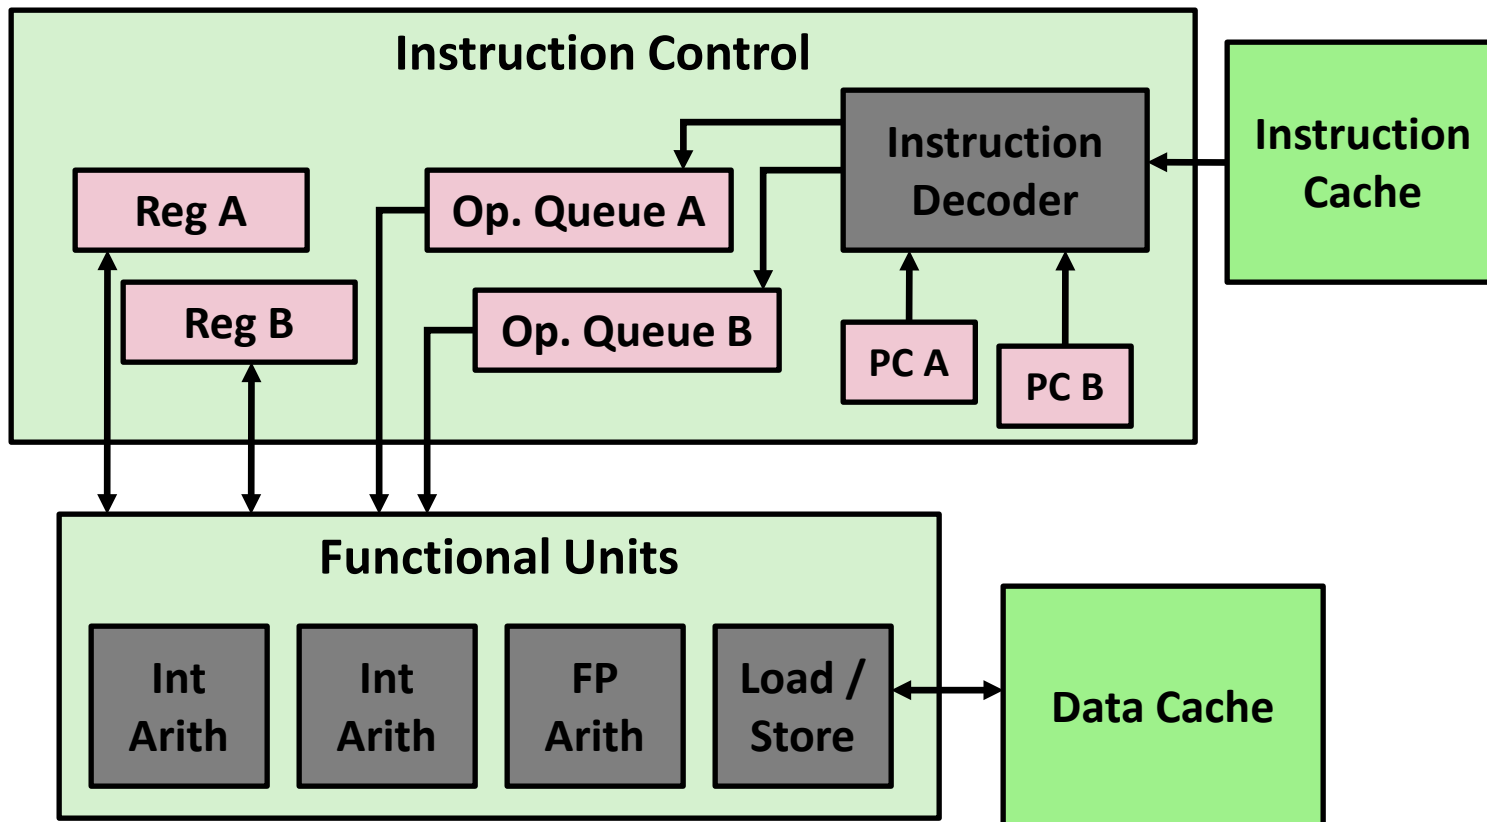 Instruction Control
Instruction
Decoder
Instruction
Cache
Reg A
Op. Queue A
Reg B
Op. Queue B
PC A
PC B
Functional Units
Int
Arith
Int
Arith
FP
Arith
Load /
Store
Data Cache